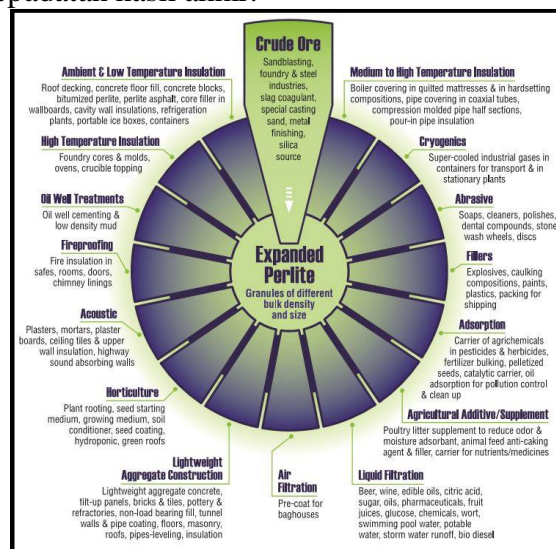 Crude Ore
Sandblasting,
foundry & steel
industries,
slag coagulant,
special casting
sand, metal
finishing,
silica
source
Ambient & Low Temperature Insulation
Roof decking, concrete floor fill, concrete blocks,
bitumized perlite, perlite asphalt, core filler in
wallboards, cavity wall insulations, refrigeration
plants, portable ice boxes, containers
High Temperature Insulation
Foundry cores & molds,
ovens, crucible topping
Oil Well Treatments
Oil well cementing &
low density mud
Fireproofing
Fire insulation in
safes, rooms, doors,
chimney linings
Acoustic
Plasters, mortars, plaster
boards, ceiling tiles & upper
wall insulation, highway
sound absorbing walls
Horticulture
Plant rooting, seed starting
medium, growing medium, soil
conditioner, seed coating,
hydroponic, green roofs
Lightweight
Aggregate Construction
Lightweight aggregate concrete,
tilt-up panels, bricks & tiles, pottery &
refractories, non-load bearing fill, tunnel
walls & pipe coating, floors, masonry,
roofs, pipes-leveling, insulation
Air
Filtration
Pre-coat for
baghouses
Liquid Filtration
Beer, wine, edible oils, citric acid,
sugar, oils, pharmaceuticals, fruit
juices, glucose, chemicals, wort,
swimming pool water, potable
water, storm water runoff, bio diesel
Agricultural Additive/Supplement
Poultry litter supplement to reduce odor &
moisture adsorbant, animal feed anti-caking
agent & filler, carrier for nutrients/medicines
Adsorption
Carrier of agrichemicals
in pesticides & herbicides,
fertilizer bulking, pelletized
seeds, catalytic carrier, oil
adsorption for pollution control
& clean up
Fillers
Explosives, caulking
compositions, paints,
plastics, packing for
shipping
Abrasive
Soaps, cleaners, polishes,
dental compounds, stone
wash wheels, discs
Cryogenics
Super-cooled industrial gases in
containers for transport & in
stationary plants
Medium to High Temperature Insulation
Boiler covering in quilted mattresses & in hardsetting
compositions, pipe covering in coaxial tubes,
compression molded pipe half sections,
pour-in pipe insulation
Expanded
Perlite
Granules of different
bulk density
and size